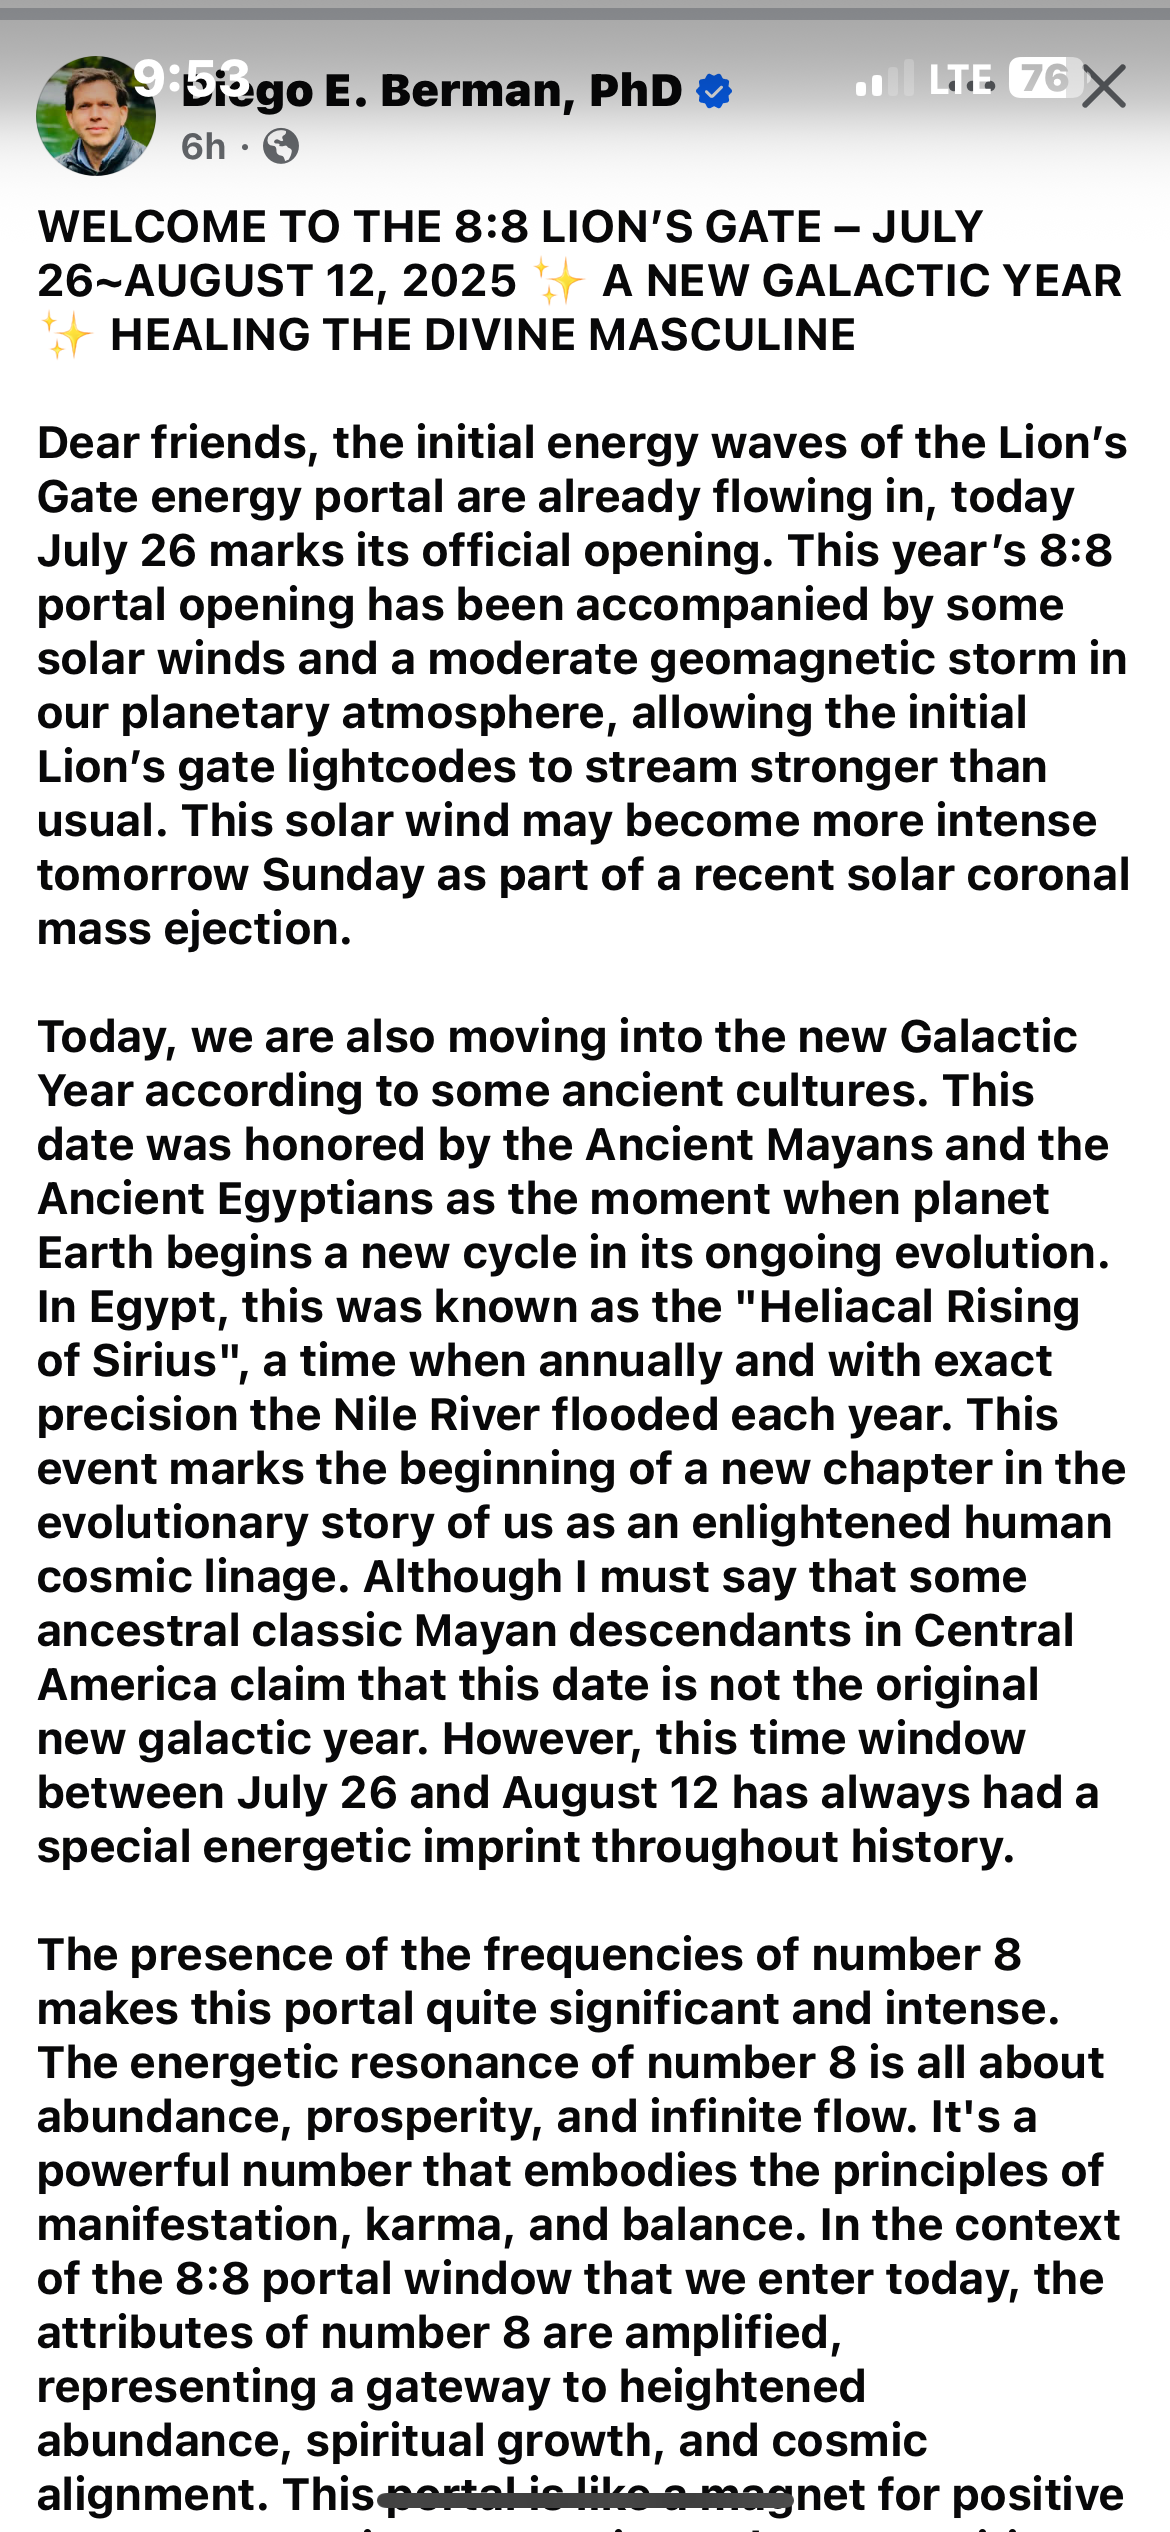 9:53
LTE 76
Diego E. Berman, PhD
6h ·
WELCOME TO THE 8:8 LION'S GATE – JULY
26~AUGUST 12, 2025 ✨ A NEW GALACTIC YEAR
✨ HEALING THE DIVINE MASCULINE
Dear friends, the initial energy waves of the Lion's
Gate energy portal are already flowing in, today
July 26 marks its official opening. This year's 8:8
portal opening has been accompanied by some
solar winds and a moderate geomagnetic storm in
our planetary atmosphere, allowing the initial
Lion's gate lightcodes to stream stronger than
usual. This solar wind may become more intense
tomorrow Sunday as part of a recent solar coronal
mass ejection.
Today, we are also moving into the new Galactic
Year according to some ancient cultures. This
date was honored by the Ancient Mayans and the
Ancient Egyptians as the moment when planet
Earth begins a new cycle in its ongoing evolution.
In Egypt, this was known as the "Heliacal Rising
of Sirius", a time when annually and with exact
precision the Nile River flooded each year. This
event marks the beginning of a new chapter in the
evolutionary story of us as an enlightened human
cosmic linage. Although I must say that some
ancestral classic Mayan descendants in Central
America claim that this date is not the original
new galactic year. However, this time window
between July 26 and August 12 has always had a
special energetic imprint throughout history.
The presence of the frequencies of number 8
makes this portal quite significant and intense.
The energetic resonance of number 8 is all about
abundance, prosperity, and infinite flow. It's a
powerful number that embodies the principles of
manifestation, karma, and balance. In the context
of the 8:8 portal window that we enter today, the
attributes of number 8 are amplified,
representing a gateway to heightened
abundance, spiritual growth, and cosmic
alignment. This portal is like a magnet for positive